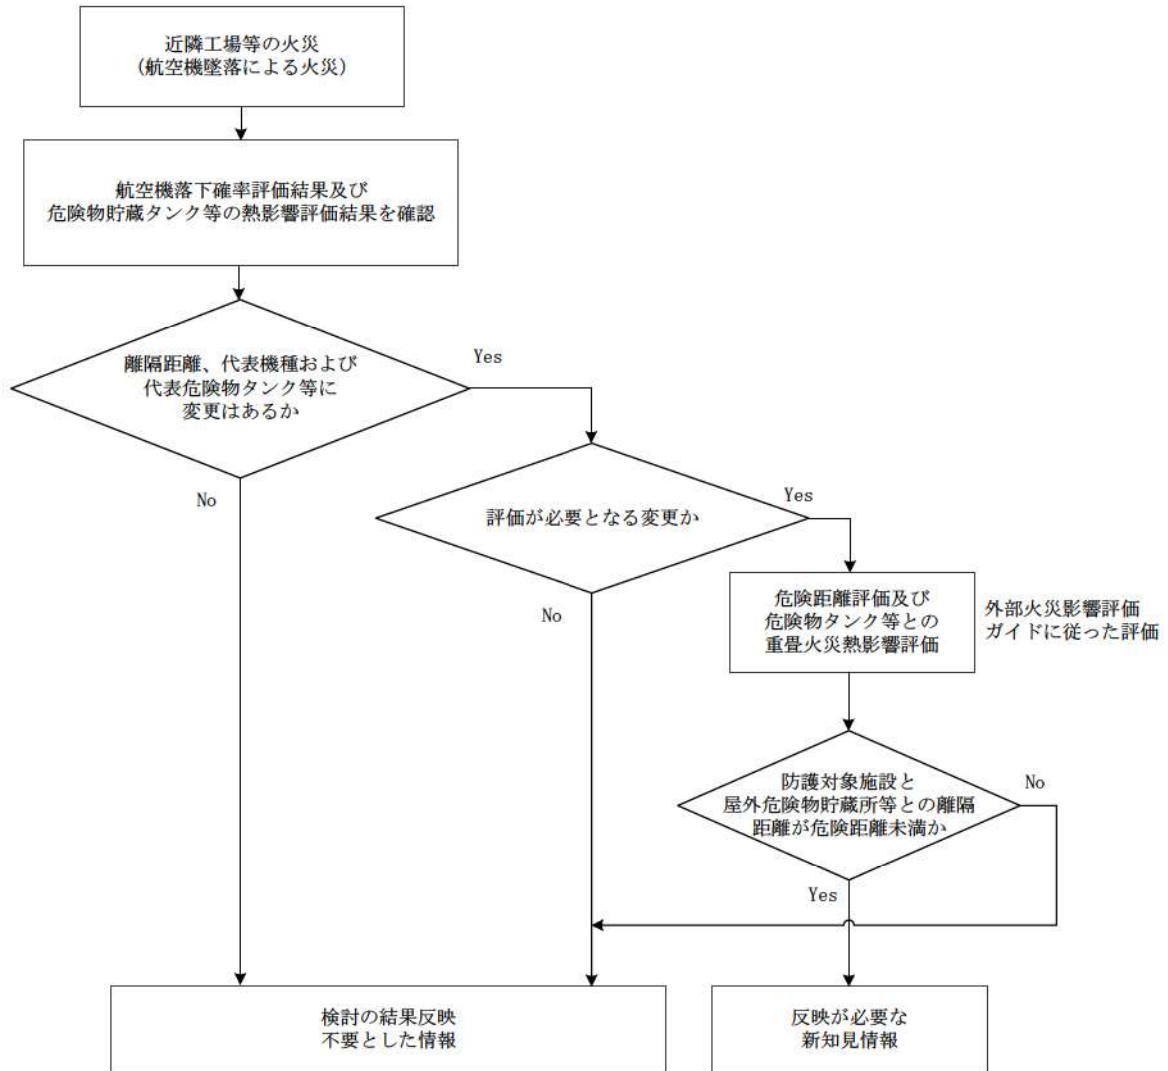 近隣工場等の火災
（航空機墜落による火災）
航空機落下確率評価結果及び
危険物貯蔵タンク等の熱影響評価結果を確認
離隔距離、代表機種および
代表危険物タンク等に
変更はあるか
Yes
No
評価が必要となる変更か
Yes
No
危険距離評価及び
危険物タンク等との
重畳火災熱影響評価
外部火災影響評価
ガイドに従った評価
防護対象施設と
屋外危険物貯蔵所等との離隔
距離が危険距離未満か
No
Yes
検討の結果反映
不要とした情報
反映が必要な
新知見情報